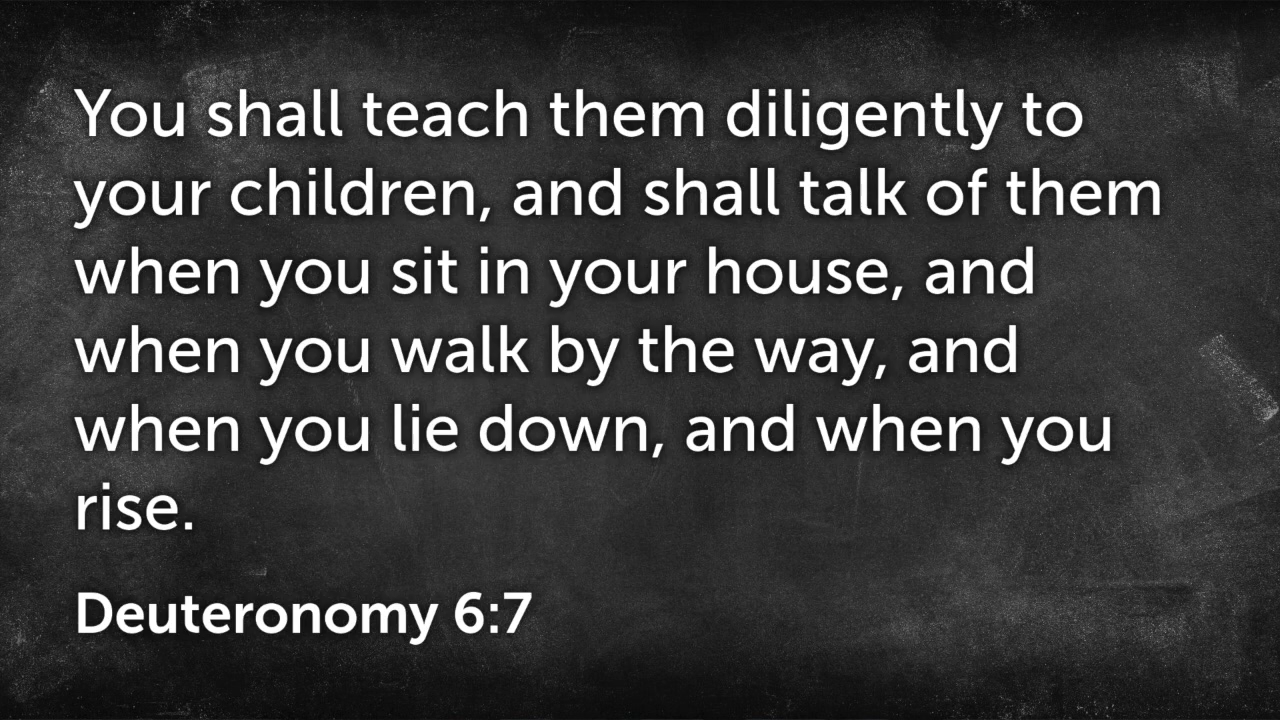 You shall teach them diligently to
your children, and shall talk of them
when you sit in your house, and
when you walk by the way, and
when you lie down, and when you
rise.
Deuteronomy 6:7